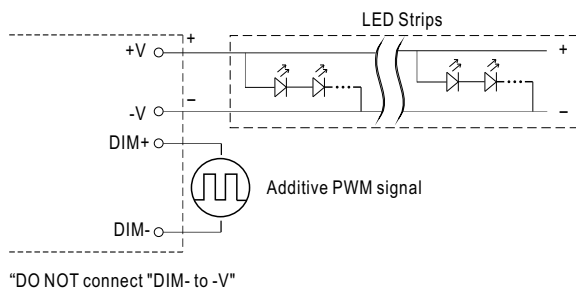 LED Strips
+V
+
+
-V
−
−
DIM+
Additive PWM signal
DIM-
“DO NOT connect "DIM- to -V"